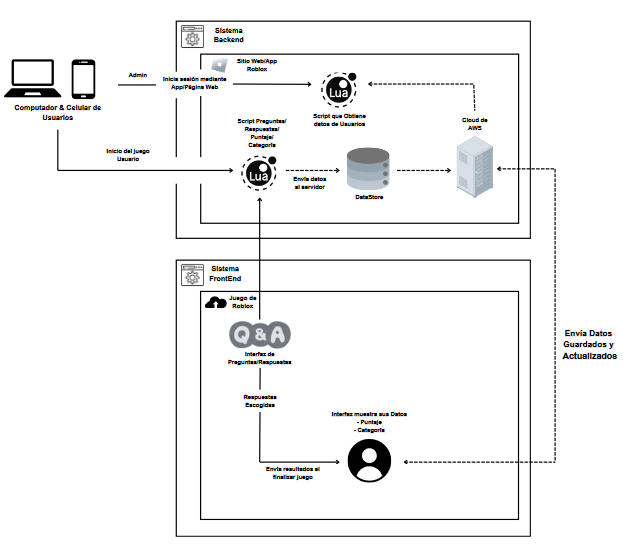 Sistema
Backend
Sitio Web/App
Roblox
Admin
Inicia sesión mediante
App/Página Web
Lua
Script que Obtiene
datos de Usuarios
Computador & Celular de
Usuarios
Script Preguntas/
Respuestas/
Puntaje/
Categoría
Cloud de
AWS
Inicio del juego
Usuario
Lua
Envía datos
al servidor
DataStore
Sistema
FrontEnd
Juego de
Roblox
Q&A
Interfaz de
Preguntas/Respuestas
Envía Datos
Guardados y
Actualizados
Respuestas
Escogidas
Interfaz muestra sus Datos
- Puntaje
- Categoría
Envía resultados al
finalizar juego